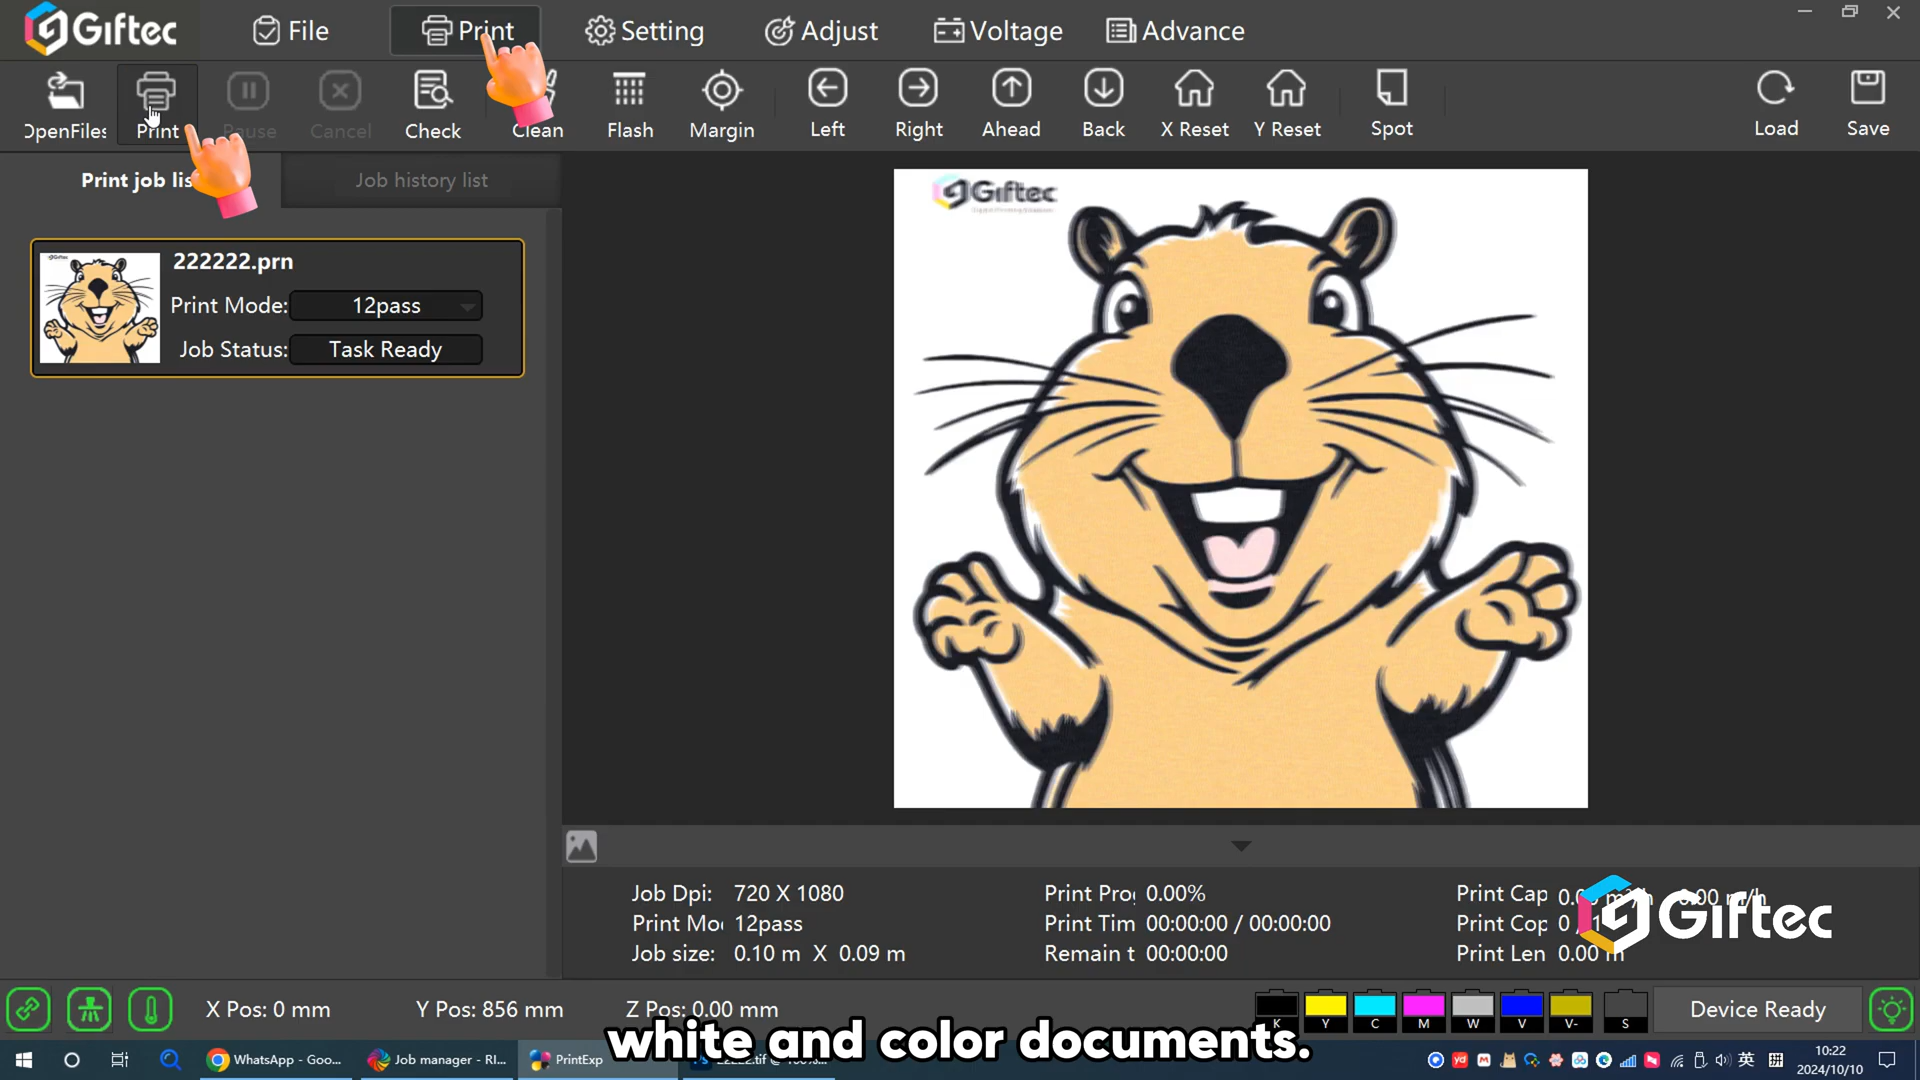 Giftec
File
Print
Setting
Adjust
Voltage
Advance
OpenFiles
Print
Pause
Cancel
Check
Clean
Flash
Margin
Left
Right
Ahead
Back
X Reset
Y Reset
Spot
Load
Save
Print job lis
Job history list
222222.prn
Print Mode: 12pass
Job Status: Task Ready
Giftec
Job Dpi: 720 X 1080
Print Mo 12pass
Job size: 0.10 m X 0.09 m
Print Pro 0.00%
Print Tim 00:00:00 / 00:00:00
Remain t 00:00:00
Print Cap
Print Cop
Print Len 0.00 m
Giftec
X Pos: 0 mm
Y Pos: 856 mm
Z Pos: 0.00 mm
K Y C M W V V- S
Device Ready
white and color documents.
WhatsApp - Goo...
Job manager - RI...
PrintExp
英
10:22
2024/10/10